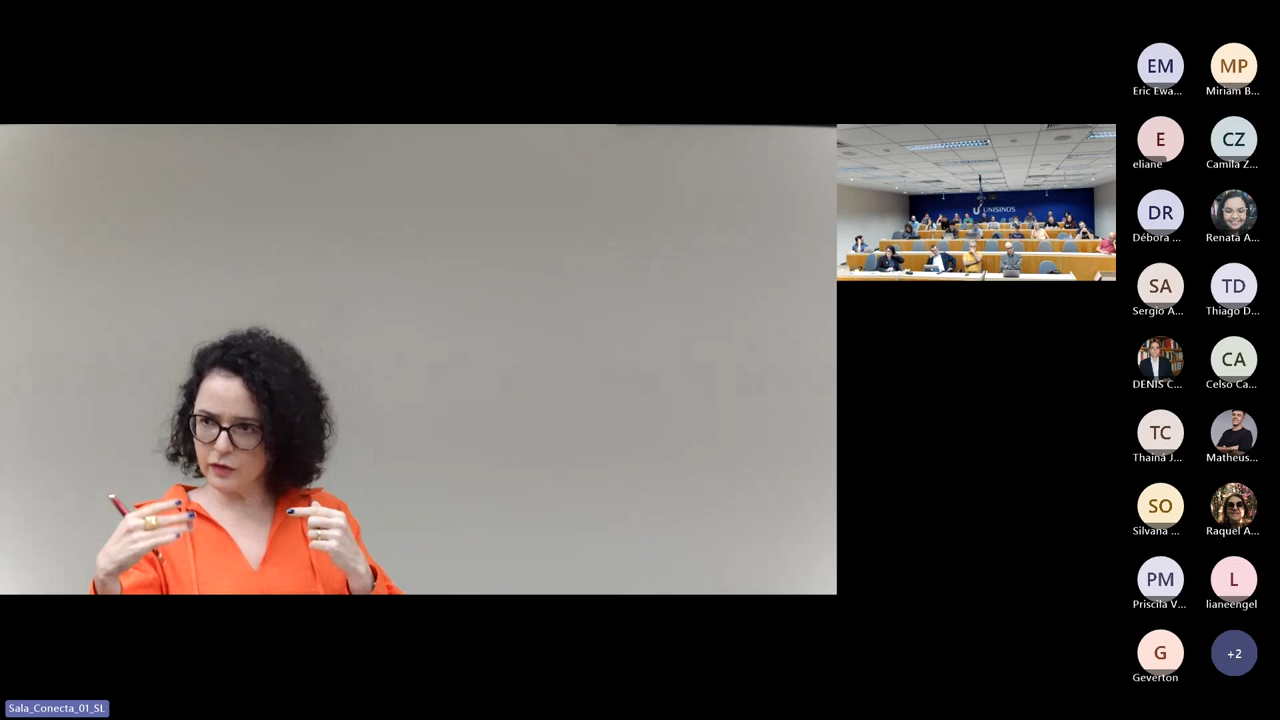 UNISINOS
EM
Eric Ewa...
MP
Miriam B...
E
eliane
CZ
Camila Z...
DR
Débora ...
Renata A...
SA
Sergio A...
TD
Thiago D...
DENIS C...
CA
Celso Ca...
TC
Thainá J...
Matheus...
SO
Silvana ...
Raquel A...
PM
Priscila V...
L
lianeengel
G
Geverton
+2
Sala_Conecta_01_SL